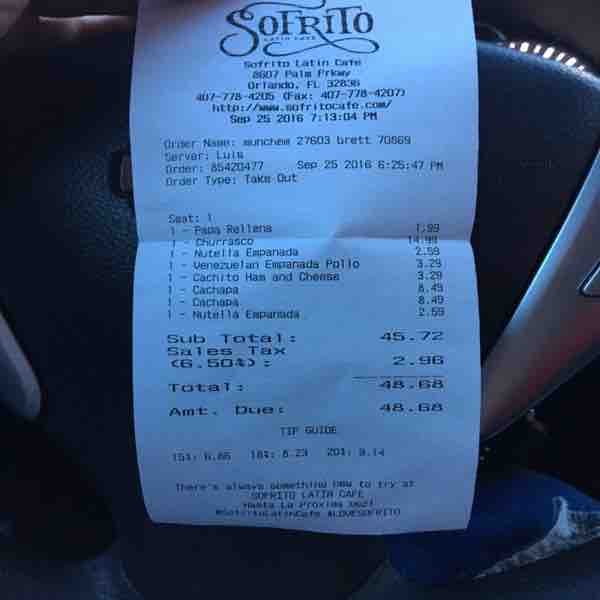 SOFRITO
LATIN CAFE
Sofrito Latin Cafe
8607 Palm Prkwy
Orlando, FL 32836
407-778-4205 (Fax: 407-778-4207)
http://www.sofritocafe.com/
Sep 25 2016 7:13:04 PM
Order Name: munchem 27603 brett 70869
Server: Luis
Order: 85420477 Sep 25 2016 6:25:47 PM
Order Type: Take Out
Seat: 1
1 - Papa Rellena 1.99
1 - Churrasco 14.99
1 - Nutella Empanada 2.59
1 - Venezuelan Empanada Pollo 3.29
1 - Cachito Ham and Cheese 3.29
1 - Cachapa 8.49
1 - Cachapa 8.49
1 - Nutella Empanada 2.59
Sub Total: 45.72
Sales Tax
(6.50%): 2.96
Total: 48.68
Amt. Due: 48.68
TIP GUIDE
15%: 6.86 18%: 8.23 20%: 9.14
There's always something new to try at
SOFRITO LATIN CAFE
Hasta La Proxima Vez!
#SofritoLatinCafe #LOVESOFRITO